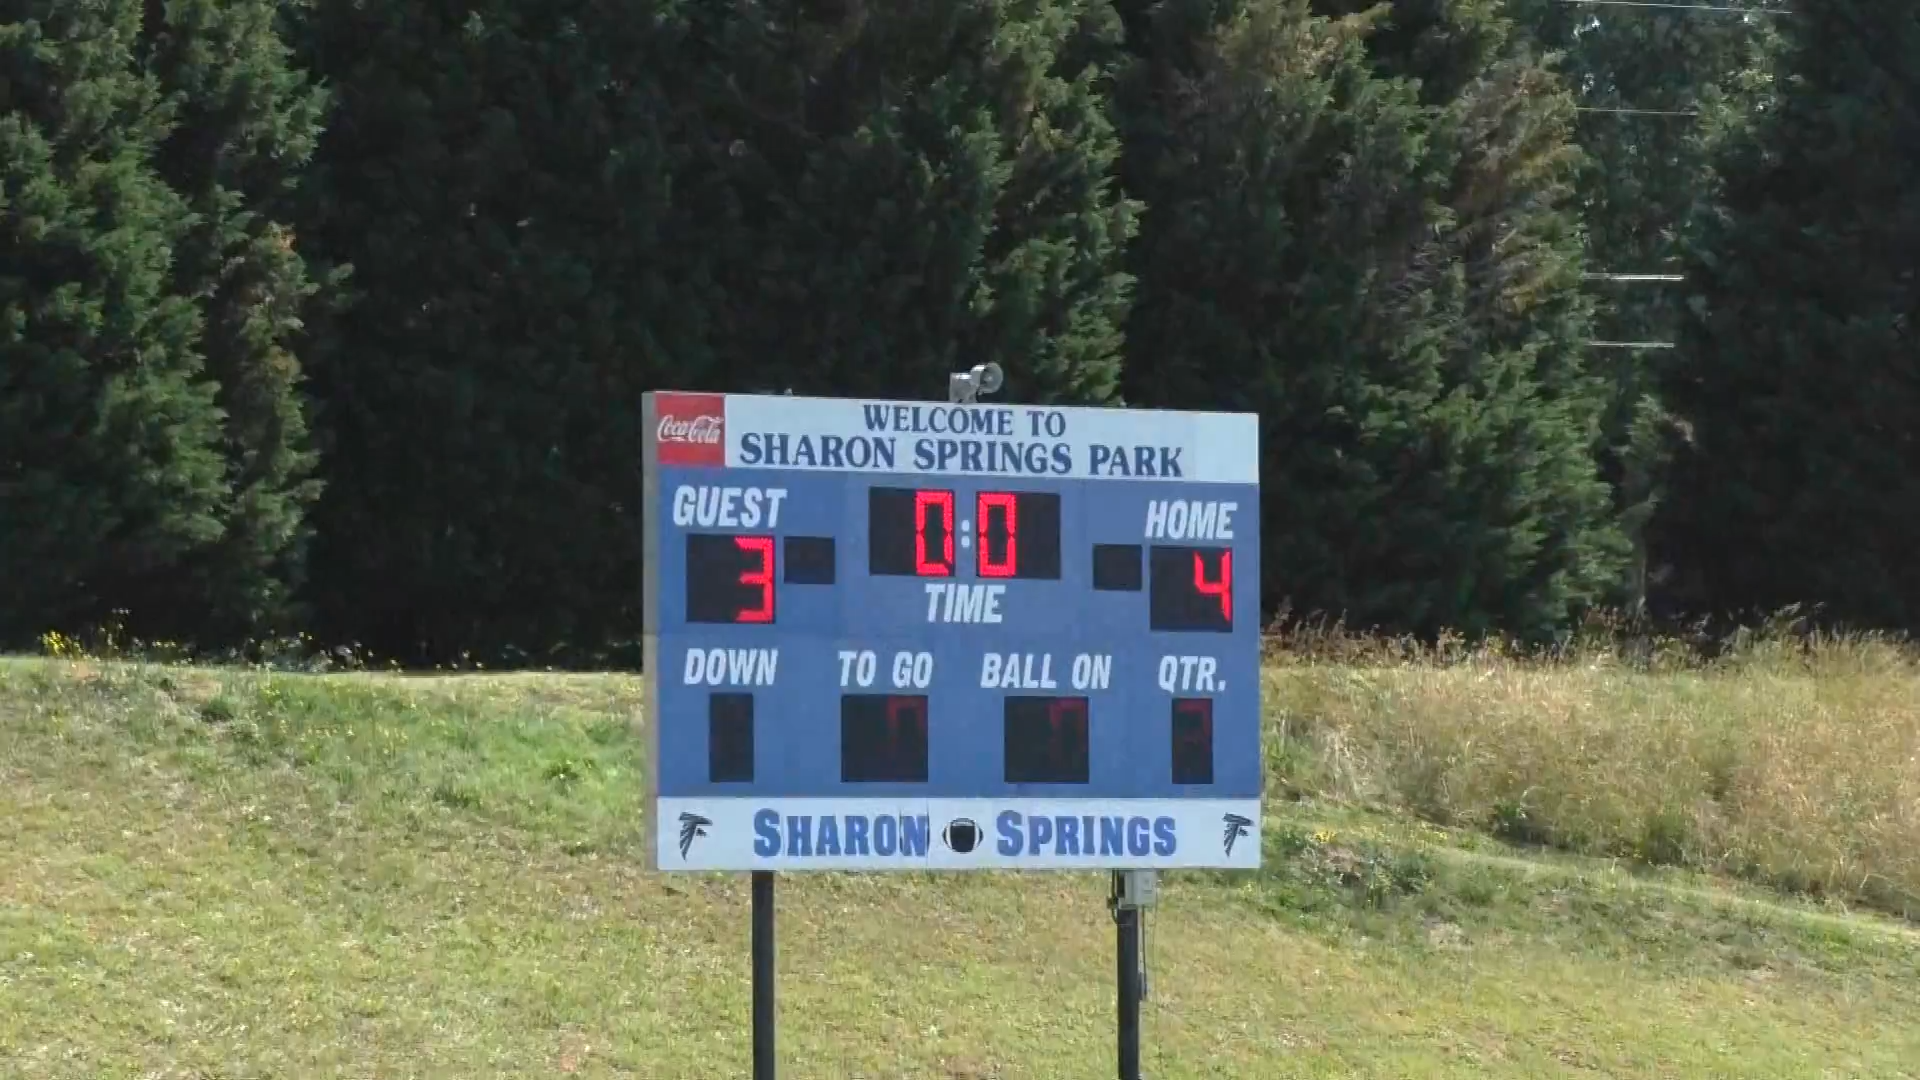 Coca-Cola
WELCOME TO
SHARON SPRINGS PARK
GUEST
HOME
0:0
3
4
TIME
DOWN
TO GO
BALL ON
QTR.
SHARON SPRINGS